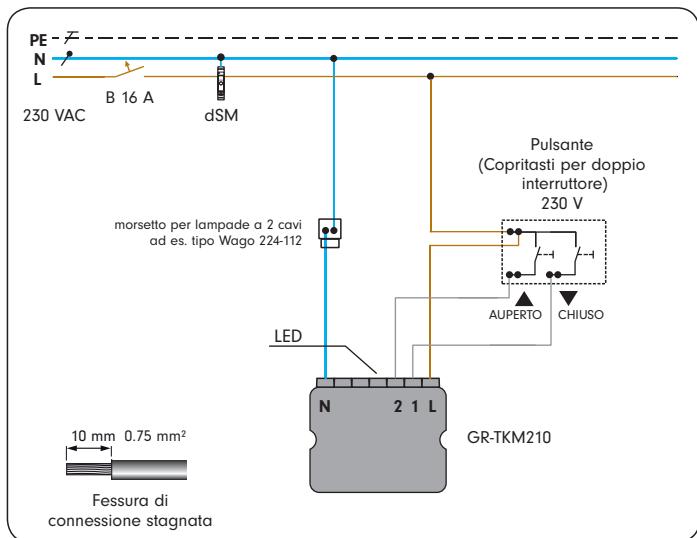 PE
N
L
230 VAC
B 16 A
dSM
Pulsante
(Copritasti per doppio
interruttore)
230 V
morsetto per lampade a 2 cavi
ad es. tipo Wago 224-112
AUPERTO
CHIUSO
LED
N 2 1 L
GR-TKM210
10 mm 0.75 mm²
Fessura di
connessione stagnata